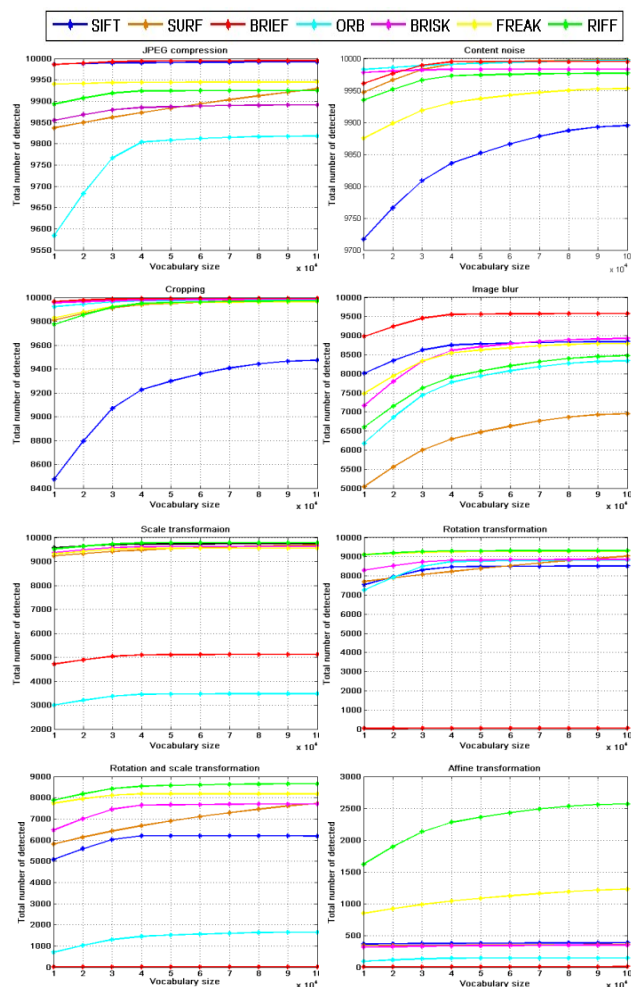 SIFT SURF BRIEF ORB BRISK FREAK RIFF
JPEG compression
Total number of detected
10000
9950
9900
9850
9800
9750
9700
9650
9600
9550
1 2 3 4 5 6 7 8 9 10
Vocabulary size
Content noise
Total number of detected
10000
9950
9900
9850
9800
9750
9700
1 2 3 4 5 6 7 8 9 10
Vocabulary size
Cropping
Total number of detected
10000
9800
9600
9400
9200
9000
8800
8600
8400
1 2 3 4 5 6 7 8 9 10
Vocabulary size
Image blur
Total number of detected
10000
9500
9000
8500
8000
7500
7000
6500
6000
5500
5000
1 2 3 4 5 6 7 8 9 10
Vocabulary size
Scale transformaion
Total number of detected
10000
9000
8000
7000
6000
5000
4000
3000
2000
1 2 3 4 5 6 7 8 9 10
Vocabulary size
Rotation transformation
Total number of detected
10000
9000
8000
7000
6000
5000
4000
3000
2000
1000
0
1 2 3 4 5 6 7 8 9 10
Vocabulary size
Rotation and scale transformation
Total number of detected
9000
8000
7000
6000
5000
4000
3000
2000
1000
0
1 2 3 4 5 6 7 8 9 10
Vocabulary size
Affine transformation
Total number of detected
3000
2500
2000
1500
1000
500
0
1 2 3 4 5 6 7 8 9 10
Vocabulary size